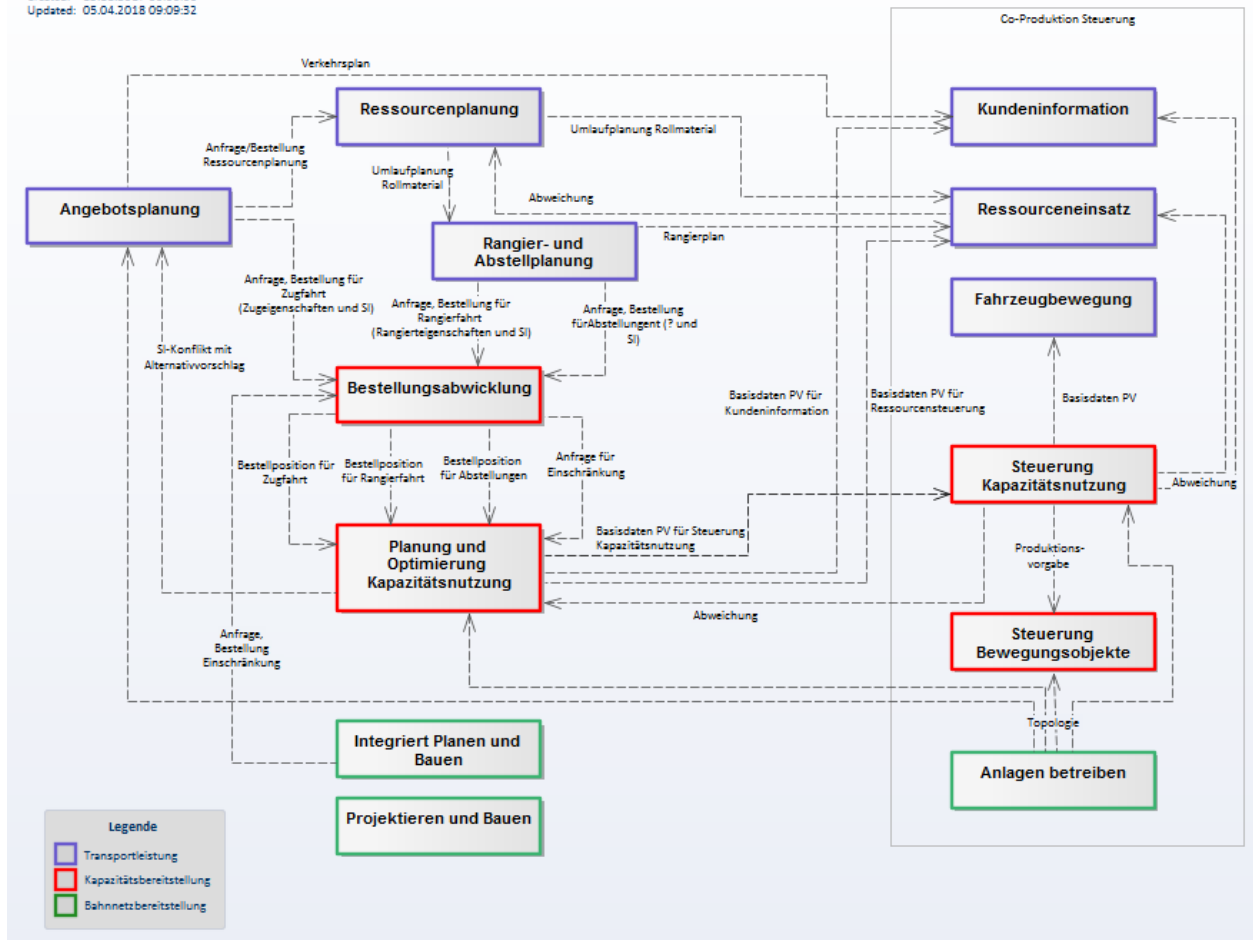 Updated: 05.04.2018 09:09:32
Co-Produktion Steuerung
Verkehrsplan
Ressourcenplanung
Kundeninformation
Umlaufplanung Rollmaterial
Anfrage/Bestellung
Ressourcenplanung
Umlaufplanung
Rollmaterial
Abweichung
Angebotsplanung
Ressourceneinsatz
Rangier- und
Abstellplanung
Rangierplan
Anfrage, Bestellung für
Zugfahrt
(Zugeigenschaften und SI)
Anfrage, Bestellung für
Rangierfahrt
(Rangierteigenschaften und SI)
Anfrage, Bestellung
fürAbstellungent (? und
SI)
Fahrzeugbewegung
SI-Konflikt mit
Alternativvorschlag
Bestellungsabwicklung
Basisdaten PV für
Kundeninformation
Basisdaten PV für
Ressourcensteuerung
Basisdaten PV
Bestellposition für
Zugfahrt
Bestellposition
für Rangierfahrt
Bestellposition
für Abstellungen
Anfrage für
Einschränkung
Steuerung
Kapazitätsnutzung
Abweichung
Planung und
Optimierung
Kapazitätsnutzung
Basisdaten PV für Steuerung
Kapazitätsnutzung
Produktions-
vorgabe
Abweichung
Anfrage,
Bestellung
Einschränkung
Steuerung
Bewegungsobjekte
Topologie
Integriert Planen und
Bauen
Anlagen betreiben
Projektieren und Bauen
Legende
Transportleistung
Kapazitätsbereitstellung
Bahnnetzbereitstellung